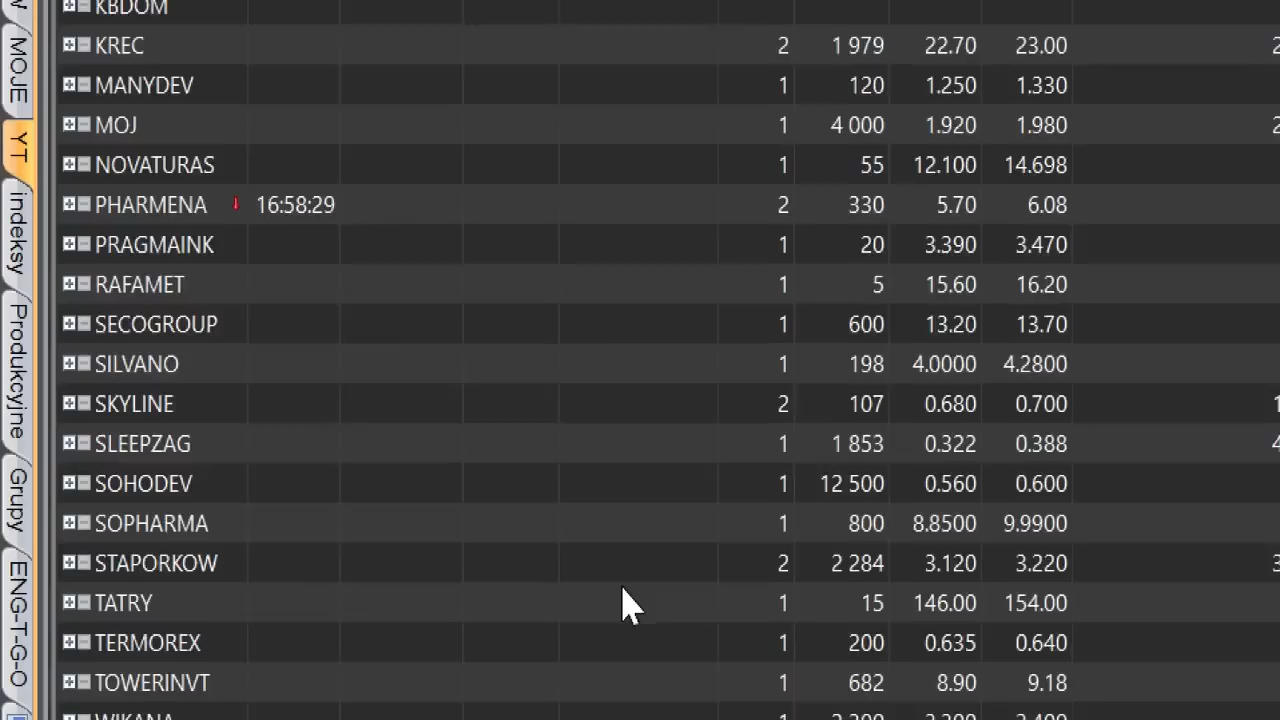 KBDOM
KREC 2 1 979 22.70 23.00
MANYDEV 1 120 1.250 1.330
MOJ 1 4 000 1.920 1.980
NOVATURAS 1 55 12.100 14.698
PHARMENA 16:58:29 2 330 5.70 6.08
PRAGMAINK 1 20 3.390 3.470
RAFAMET 1 5 15.60 16.20
SECOGROUP 1 600 13.20 13.70
SILVANO 1 198 4.0000 4.2800
SKYLINE 2 107 0.680 0.700
SLEEPZAG 1 1 853 0.322 0.388
SOHODEV 1 12 500 0.560 0.600
SOPHARMA 1 800 8.8500 9.9900
STAPORKOW 2 2 284 3.120 3.220
TATRY 1 15 146.00 154.00
TERMOREX 1 200 0.635 0.640
TOWERINVT 1 682 8.90 9.18
WIKANA
MOJE
YT
indeksy
Produkcyjne
Grupy
ENG-T-G-O